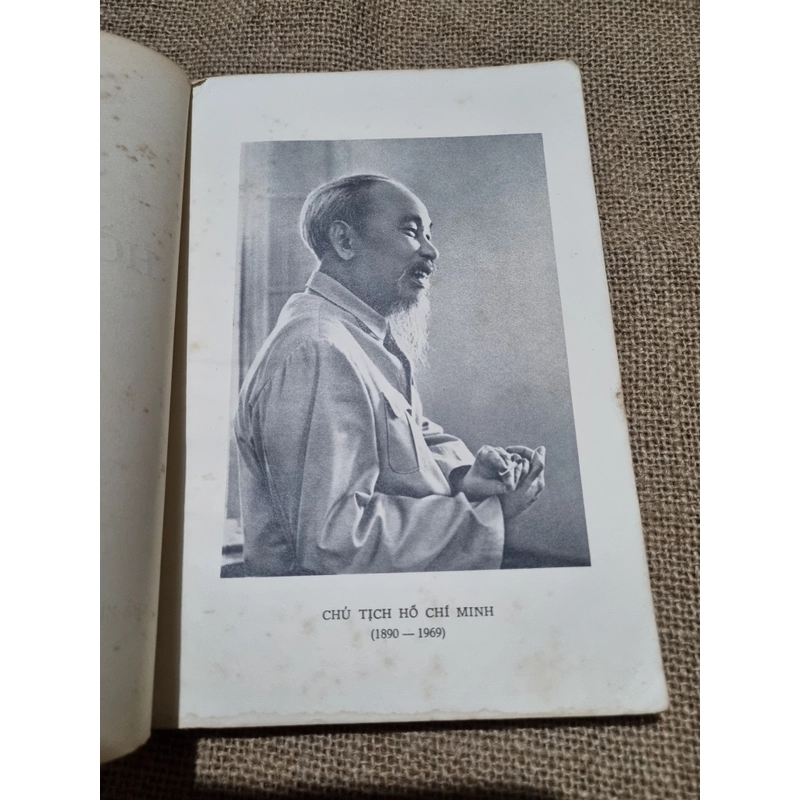 CHỦ TỊCH HỒ CHÍ MINH
(1890 — 1969)